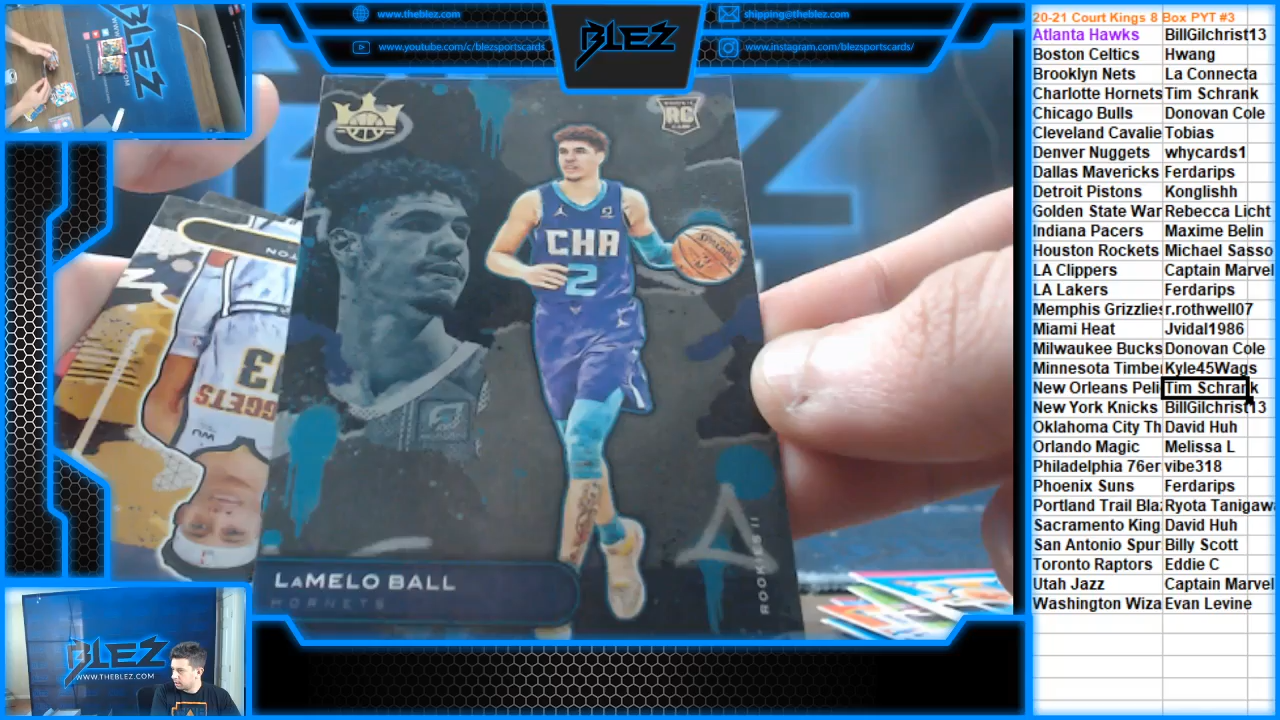 www.theblez.com
shipping@theblez.com
www.youtube.com/c/blezsportscards
www.instagram.com/blezsportscards/
BLEZ
RC
CHA
2
SPALDING
LaMELO BALL
HORNETS
ROOKIES II
BLEZ
WWW.THEBLEZ.COM
20-21 Court Kings 8 Box PYT #3
Atlanta Hawks BillGilchrist13
Boston Celtics Hwang
Brooklyn Nets La Connecta
Charlotte Hornets Tim Schrank
Chicago Bulls Donovan Cole
Cleveland Cavalie Tobias
Denver Nuggets whycards1
Dallas Mavericks Ferdarips
Detroit Pistons Konglishh
Golden State War Rebecca Licht
Indiana Pacers Maxime Belin
Houston Rockets Michael Sasso
LA Clippers Captain Marvel
LA Lakers Ferdarips
Memphis Grizzlies r.rothwell07
Miami Heat Jvidal1986
Milwaukee Bucks Donovan Cole
Minnesota Timbe Kyle45Wags
New Orleans Peli Tim Schrank
New York Knicks BillGilchrist13
Oklahoma City Th David Huh
Orlando Magic Melissa L
Philadelphia 76er vibe318
Phoenix Suns Ferdarips
Portland Trail Bla Ryota Tanigaw
Sacramento King David Huh
San Antonio Spur Billy Scott
Toronto Raptors Eddie C
Utah Jazz Captain Marvel
Washington Wiza Evan Levine